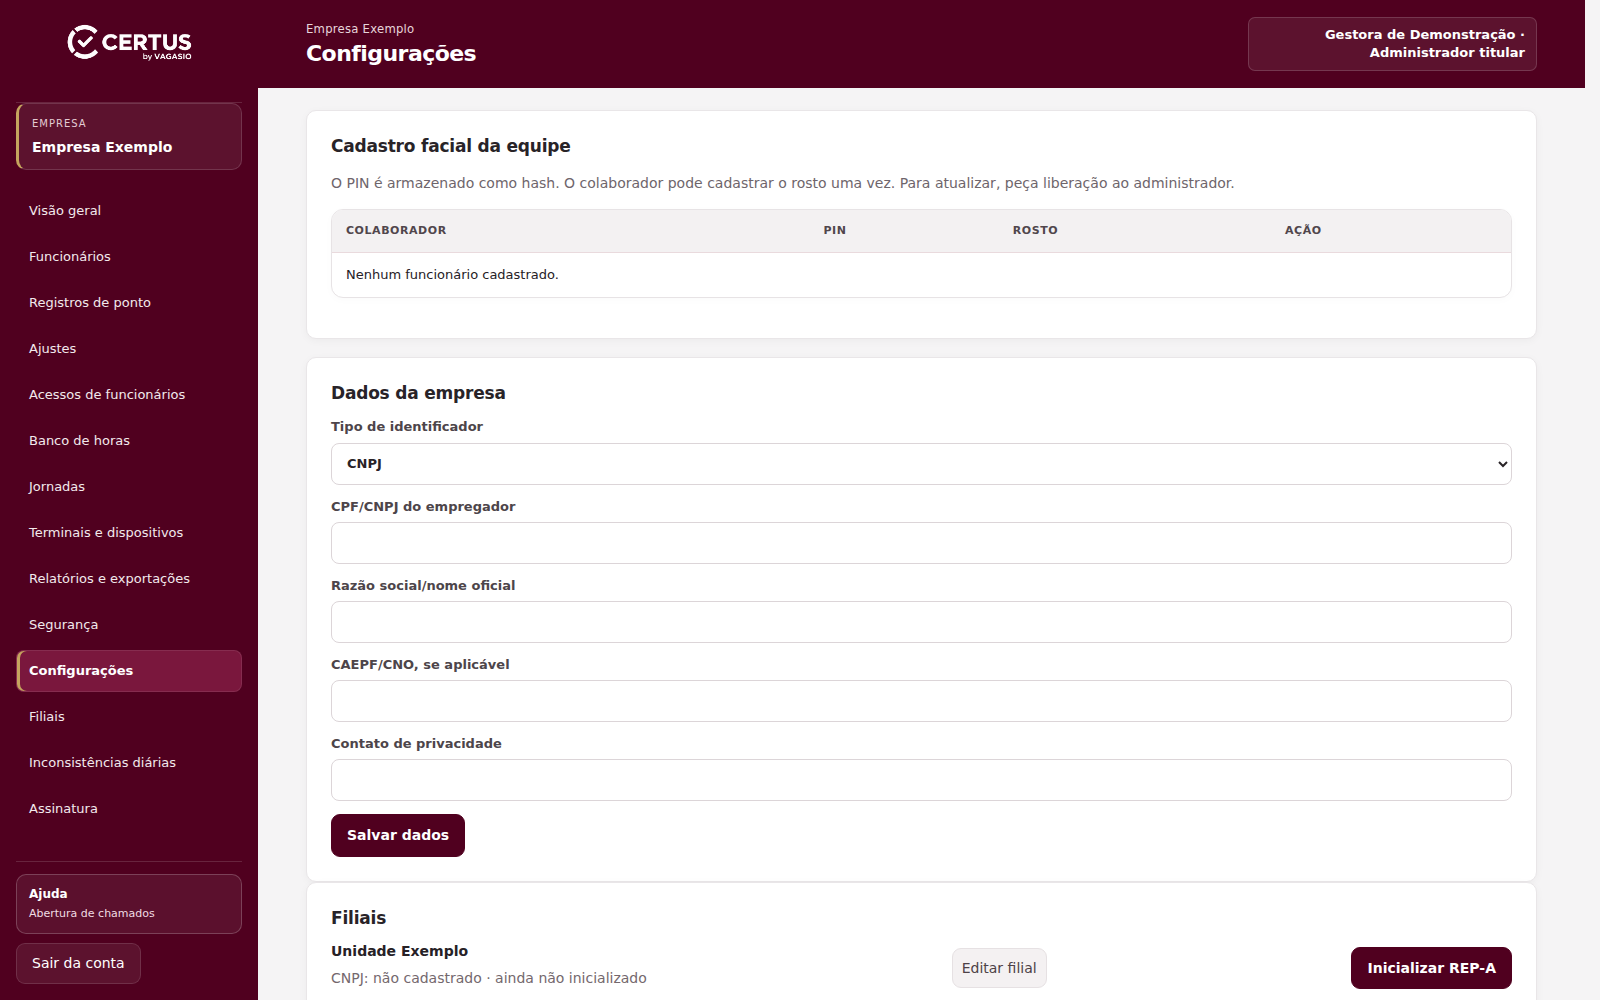 CERTUS
by VAGASIO
EMPRESA
Empresa Exemplo
Visão geral
Funcionários
Registros de ponto
Ajustes
Acessos de funcionários
Banco de horas
Jornadas
Terminais e dispositivos
Relatórios e exportações
Segurança
Configurações
Filiais
Inconsistências diárias
Assinatura
Ajuda
Abertura de chamados
Sair da conta
Empresa Exemplo
Configurações
Gestora de Demonstração ·
Administrador titular
Cadastro facial da equipe
O PIN é armazenado como hash. O colaborador pode cadastrar o rosto uma vez. Para atualizar, peça liberação ao administrador.
COLABORADOR PIN ROSTO AÇÃO
Nenhum funcionário cadastrado.
Dados da empresa
Tipo de identificador
CNPJ
CPF/CNPJ do empregador
Razão social/nome oficial
CAEPF/CNO, se aplicável
Contato de privacidade
Salvar dados
Filiais
Unidade Exemplo
CNPJ: não cadastrado · ainda não inicializado
Editar filial
Inicializar REP-A